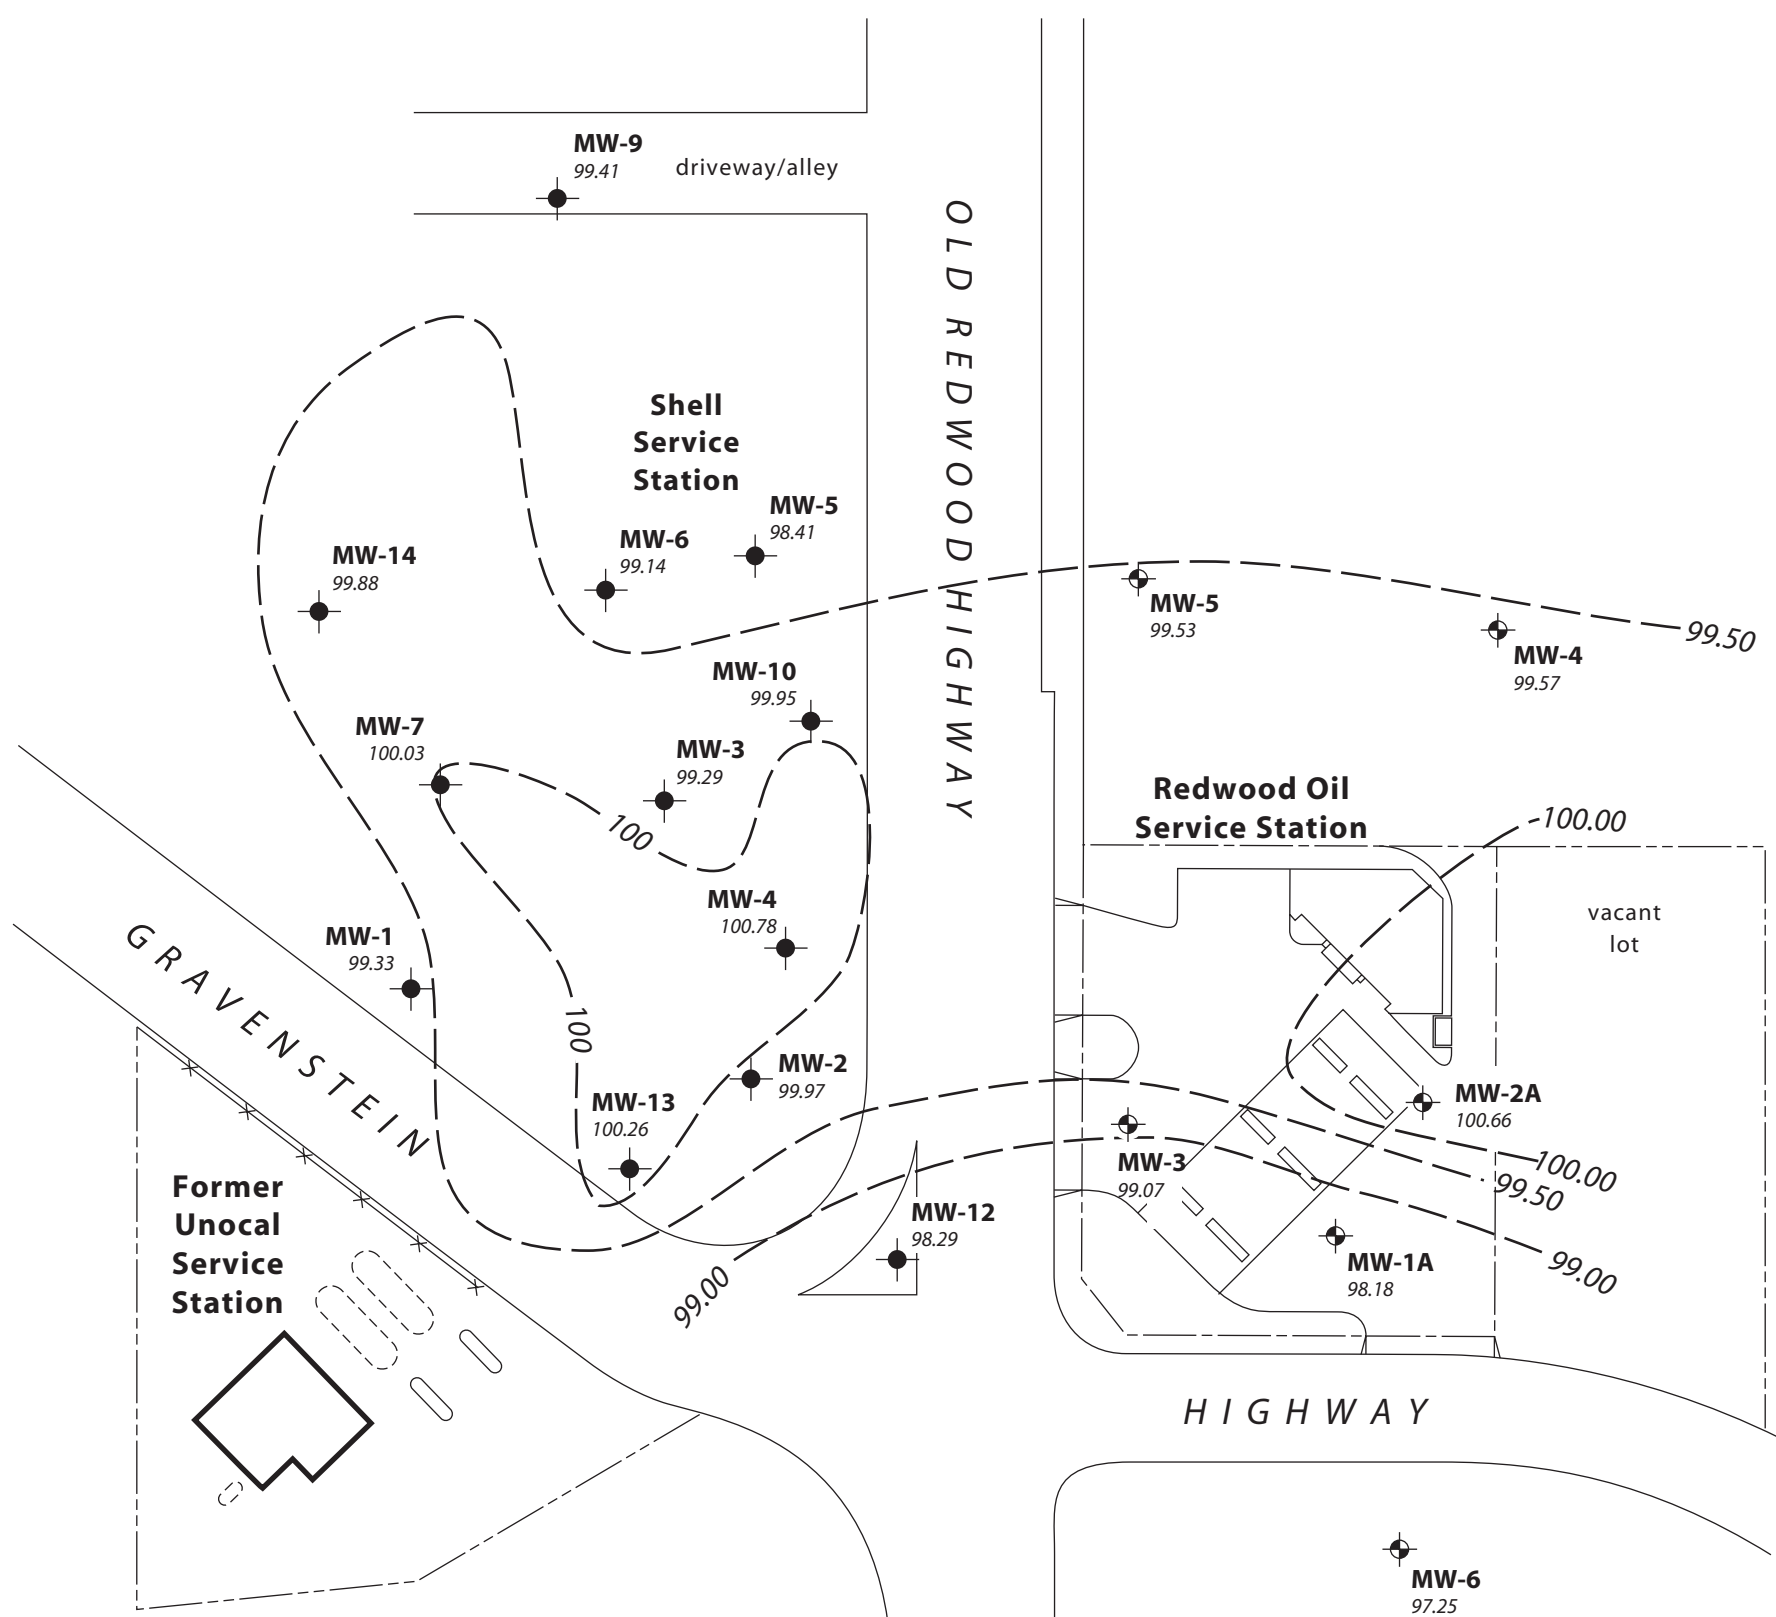 MW-9
99.41
driveway/alley
OLD REDWOOD HIGHWAY
Shell
Service
Station
MW-5
98.41
MW-6
99.14
MW-14
99.88
MW-5
99.53
99.50
MW-4
99.57
MW-10
99.95
MW-7
100.03
MW-3
99.29
100
Redwood Oil
Service Station
100.00
MW-4
100.78
vacant
lot
MW-1
99.33
GRAVENSTEIN
100
MW-2
99.97
MW-13
100.26
MW-2A
100.66
MW-3
99.07
100.00
99.50
Former
Unocal
Service
Station
MW-12
98.29
99.00
MW-1A
98.18
99.00
HIGHWAY
MW-6
97.25